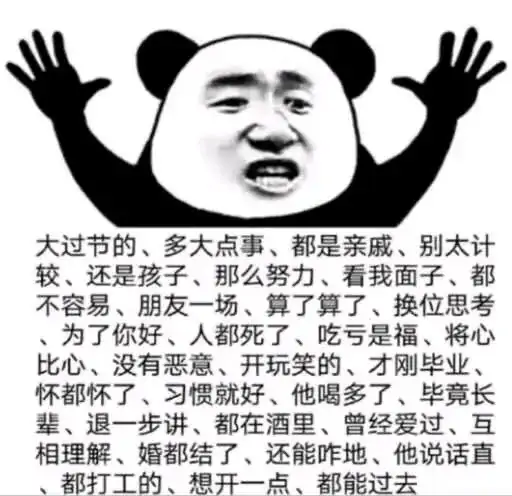 大过节的、多大点事、都是亲戚、别太计
较、还是孩子、那么努力、看我面子、都
不容易、朋友一场、算了算了、换位思考
、为了你好、人都死了、吃亏是福、将心
比心、没有恶意、开玩笑的、才刚毕业、
怀都怀了、习惯就好、他喝多了、毕竟长
辈、退一步讲、都在酒里、曾经爱过、互
相理解、婚都结了、还能咋地、他说话直
、都打工的、想开一点、都能过去